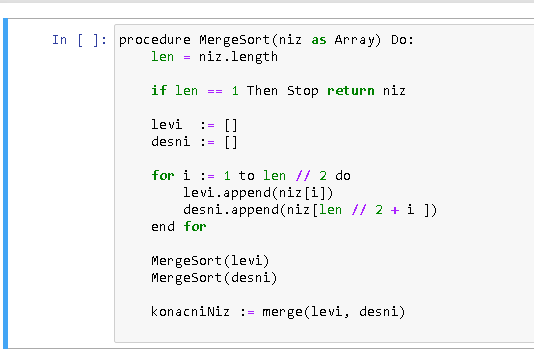 In [ ]: procedure MergeSort(niz as Array) Do:
len = niz.length
if len == 1 Then Stop return niz
levi := []
desni := []
for i := 1 to len // 2 do
levi.append(niz[i])
desni.append(niz[len // 2 + i ])
end for
MergeSort(levi)
MergeSort(desni)
konacniNiz := merge(levi, desni)